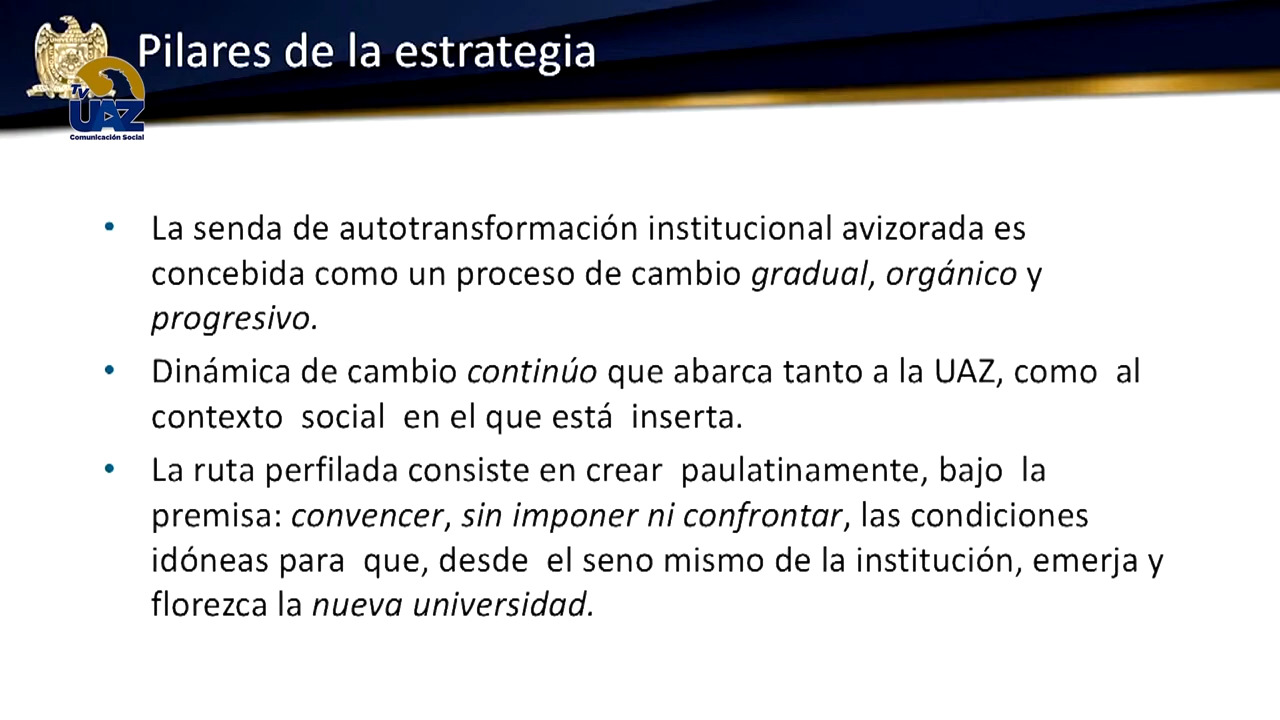 Pilares de la estrategia
UNIVERSIDAD
Tv
UAZ
Comunicación Social
• La senda de autotransformación institucional avizorada es
concebida como un proceso de cambio gradual, orgánico y
progresivo.
• Dinámica de cambio continúo que abarca tanto a la UAZ, como al
contexto social en el que está inserta.
• La ruta perfilada consiste en crear paulatinamente, bajo la
premisa: convencer, sin imponer ni confrontar, las condiciones
idóneas para que, desde el seno mismo de la institución, emerja y
florezca la nueva universidad.